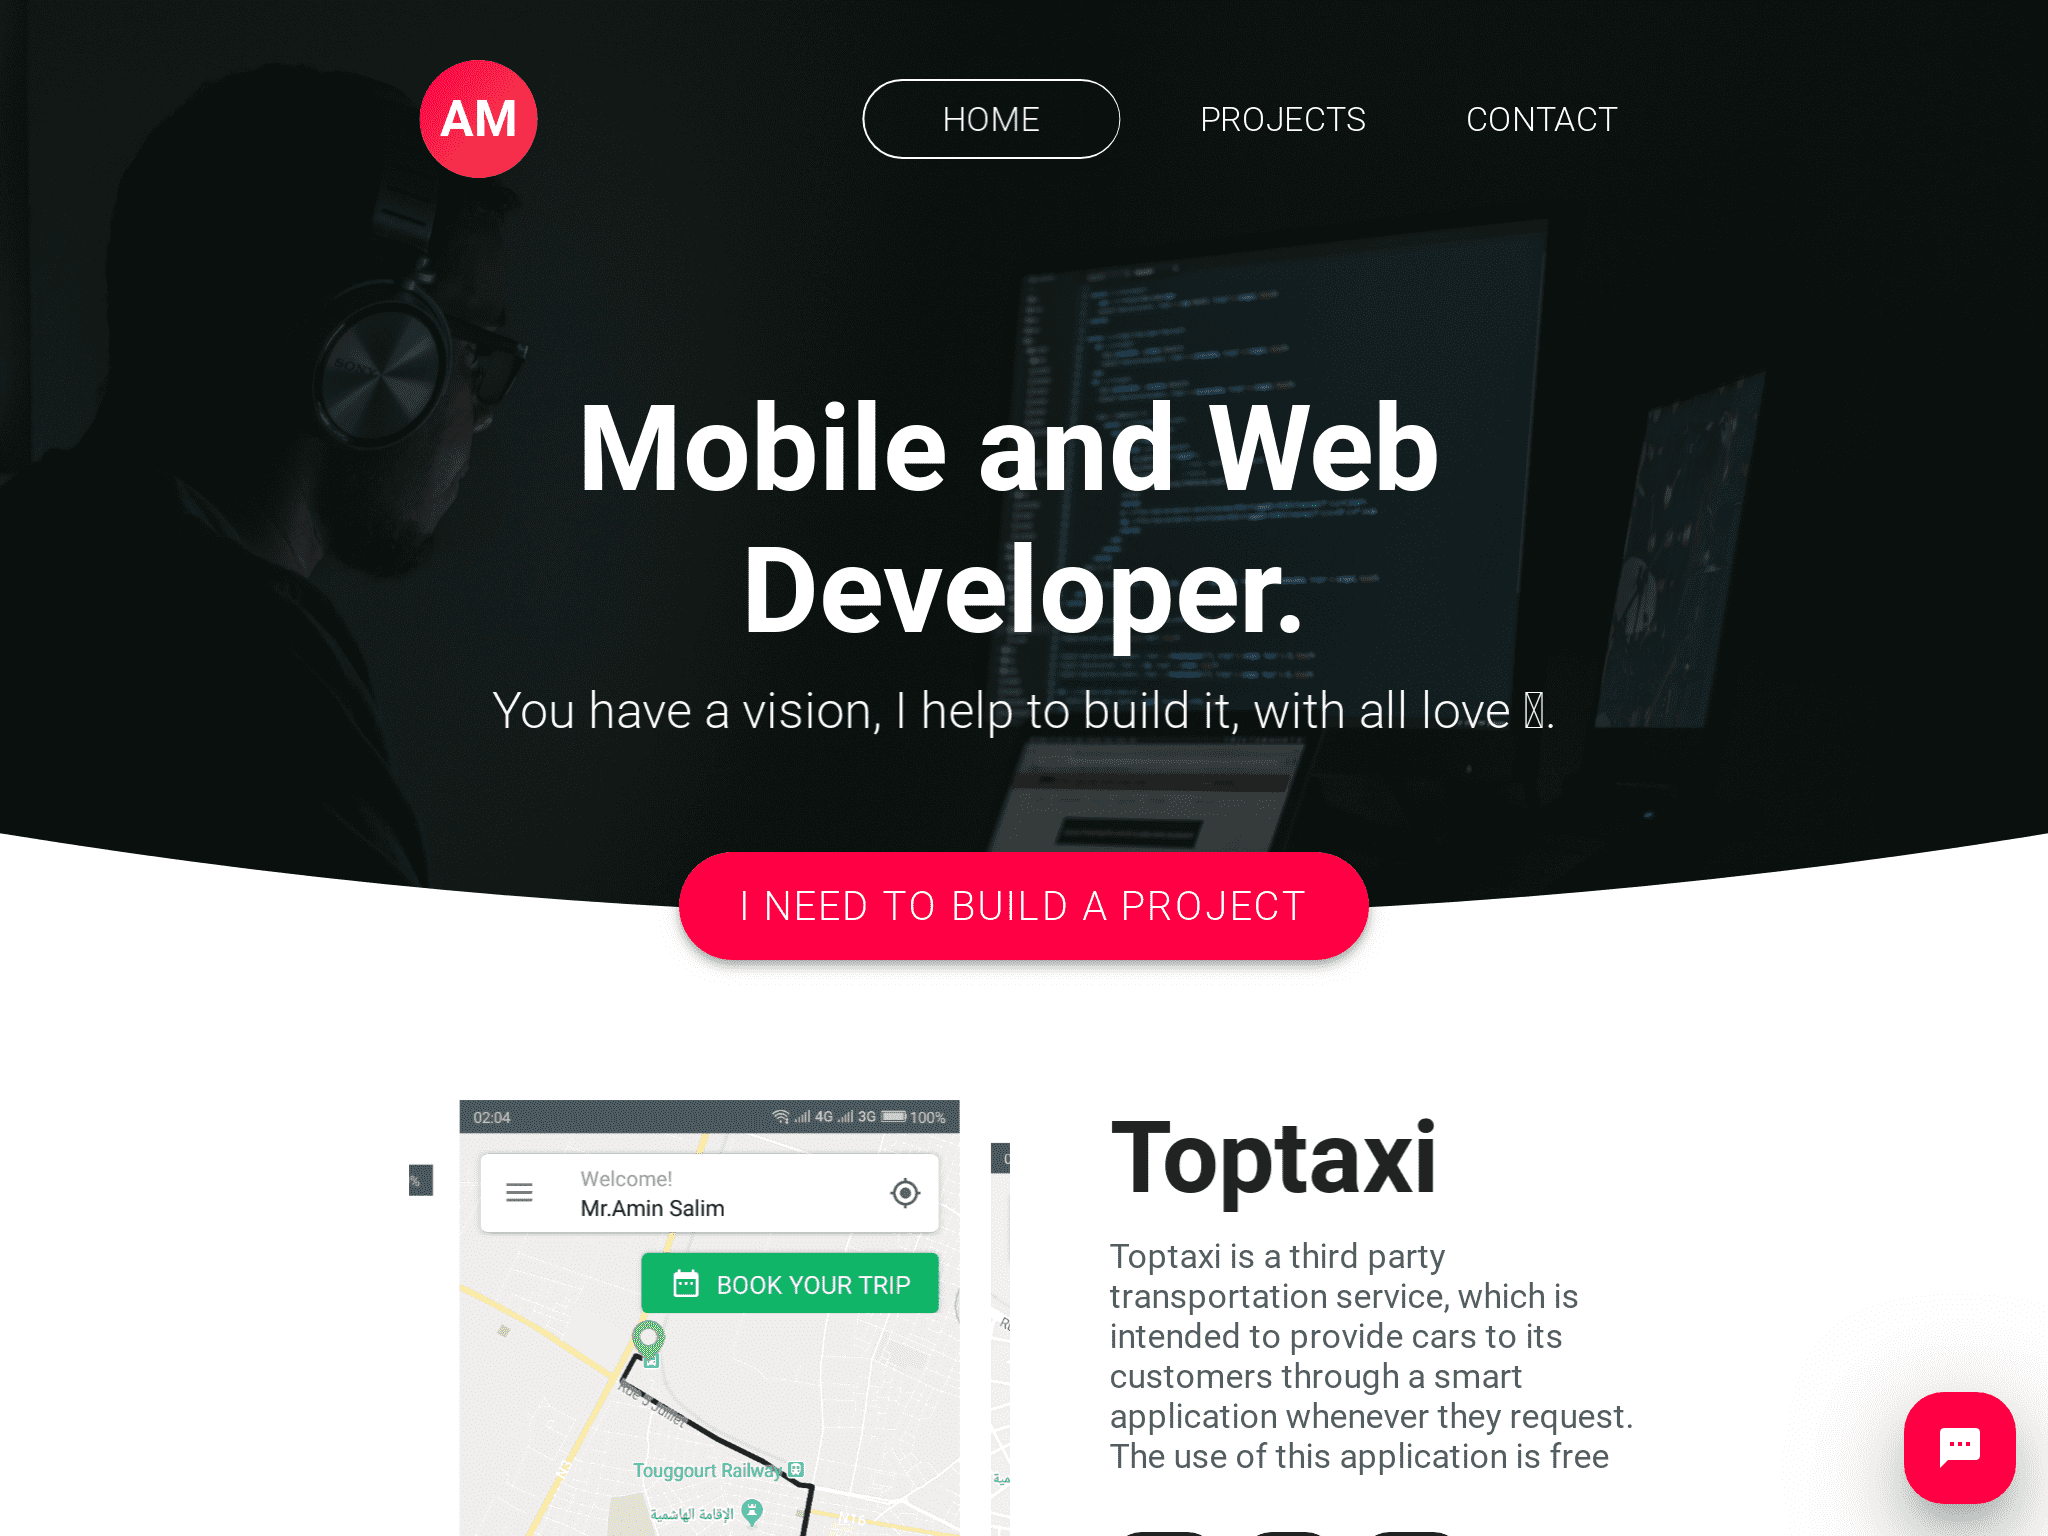 AM
HOME
PROJECTS
CONTACT
SONY
Mobile and Web
Developer.
You have a vision, I help to build it, with all love .
I NEED TO BUILD A PROJECT
02:04
4G
3G
100%
%
Welcome!
Mr.Amin Salim
BOOK YOUR TRIP
Rue 5 Juillet
Touggourt Railway
الإقامة الهاشمية
N3
N16
Toptaxi
Toptaxi is a third party
transportation service, which is
intended to provide cars to its
customers through a smart
application whenever they request.
The use of this application is free